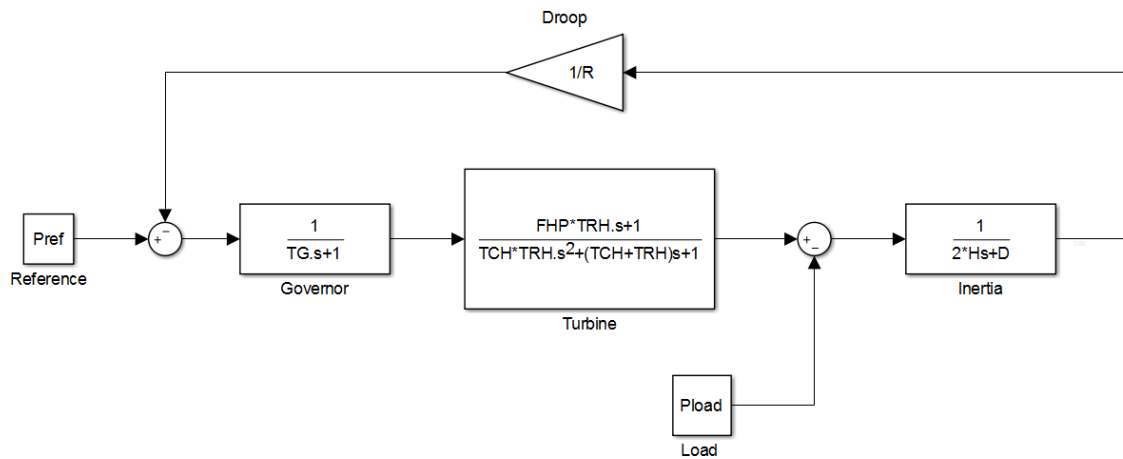 Droop
1/R
Pref
Reference
+
−
1
TG.s+1
Governor
FHP*TRH.s+1
TCH*TRH.s²+(TCH+TRH)s+1
Turbine
+
−
1
2*Hs+D
Inertia
Pload
Load